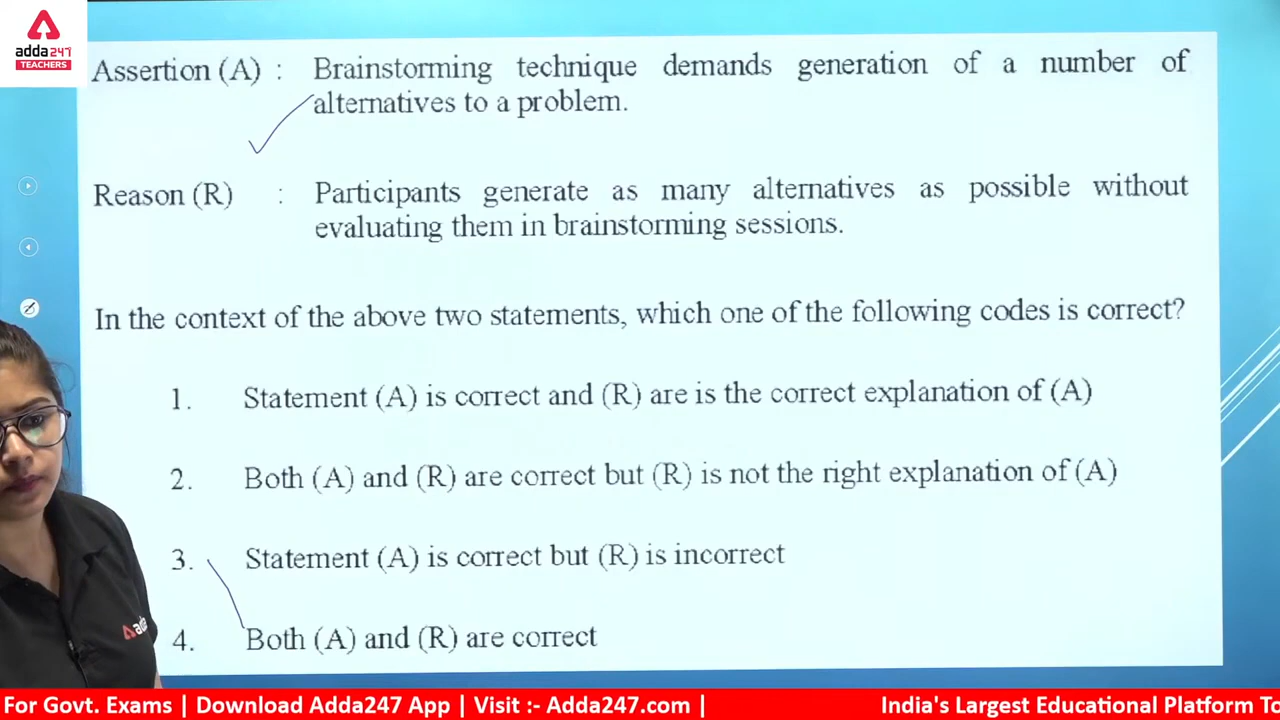 adda247
TEACHERS
Assertion (A) : Brainstorming technique demands generation of a number of
alternatives to a problem.
Reason (R) : Participants generate as many alternatives as possible without
evaluating them in brainstorming sessions.
In the context of the above two statements, which one of the following codes is correct?
1. Statement (A) is correct and (R) are is the correct explanation of (A)
2. Both (A) and (R) are correct but (R) is not the right explanation of (A)
3. Statement (A) is correct but (R) is incorrect
4. Both (A) and (R) are correct
For Govt. Exams | Download Adda247 App | Visit :- Adda247.com | India's Largest Educational Platform To